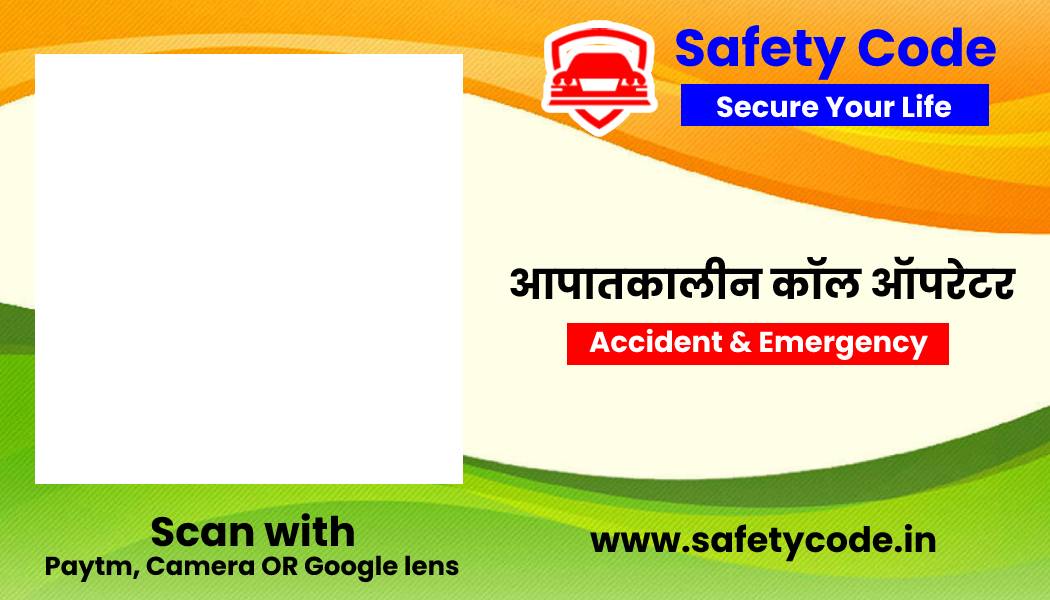 Safety Code
Secure Your Life
आपातकालीन कॉल ऑपरेटर
Accident & Emergency
Scan with
Paytm, Camera OR Google lens
www.safetycode.in